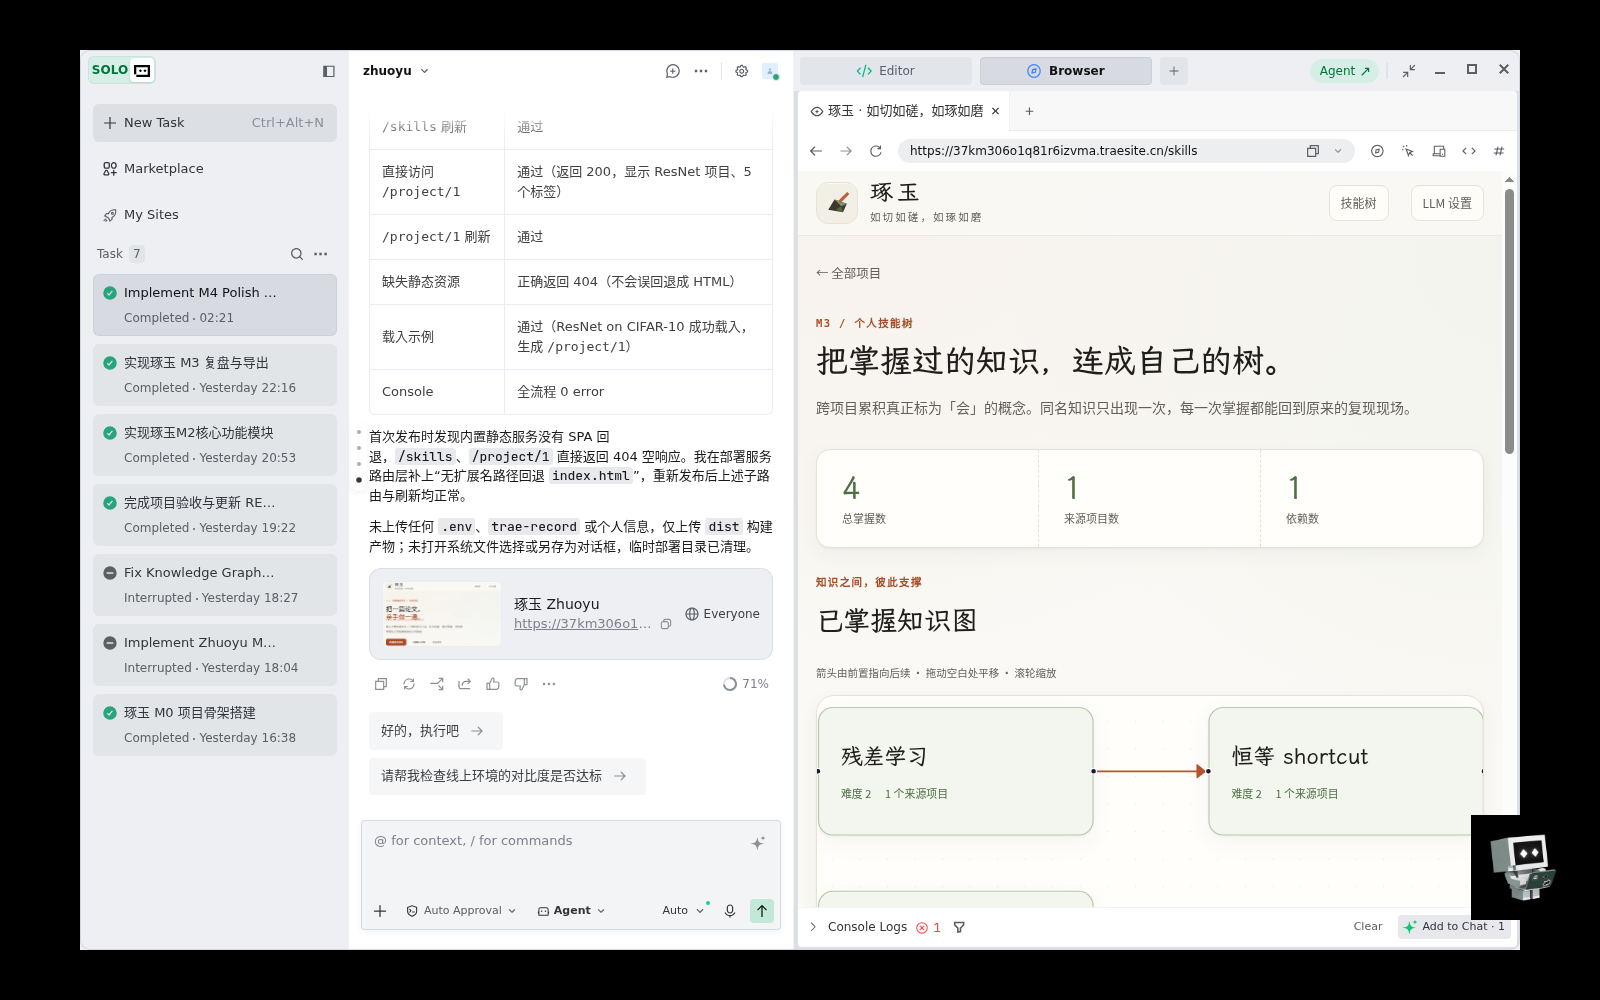 SOLO
New Task
Ctrl+Alt+N
Marketplace
My Sites
Task 7
Implement M4 Polish ...
Completed · 02:21
实现琢玉 M3 复盘与导出
Completed · Yesterday 22:16
实现琢玉M2核心功能模块
Completed · Yesterday 20:53
完成项目验收与更新 RE...
Completed · Yesterday 19:22
Fix Knowledge Graph...
Interrupted · Yesterday 18:27
Implement Zhuoyu M...
Interrupted · Yesterday 18:04
琢玉 M0 项目骨架搭建
Completed · Yesterday 16:38
zhuoyu
/skills 刷新
通过
直接访问
/project/1
通过（返回 200，显示 ResNet 项目、5
个标签）
/project/1 刷新
通过
缺失静态资源
正确返回 404（不会误回退成 HTML）
载入示例
通过（ResNet on CIFAR-10 成功载入，
生成 /project/1）
Console
全流程 0 error
首次发布时发现内置静态服务没有 SPA 回
退，/skills、/project/1 直接返回 404 空响应。我在部署服务
路由层补上“无扩展名路径回退 index.html”，重新发布后上述子路
由与刷新均正常。
未上传任何 .env、trae-record 或个人信息，仅上传 dist 构建
产物；未打开系统文件选择或另存为对话框，临时部署目录已清理。
琢玉
把一篇论文，
亲手做一遍。
琢玉 Zhuoyu
https://37km306o1...
Everyone
71%
好的，执行吧
请帮我检查线上环境的对比度是否达标
@ for context, / for commands
Auto Approval
Agent
Auto
Editor
Browser
Agent
琢玉 · 如切如磋，如琢如磨
https://37km306o1q81r6izvma.traesite.cn/skills
琢玉
如切如磋，如琢如磨
技能树
LLM 设置
← 全部项目
M3 / 个人技能树
把掌握过的知识，连成自己的树。
跨项目累积真正标为「会」的概念。同名知识只出现一次，每一次掌握都能回到原来的复现现场。
4
总掌握数
1
来源项目数
1
依赖数
知识之间，彼此支撑
已掌握知识图
箭头由前置指向后续 · 拖动空白处平移 · 滚轮缩放
残差学习
难度 2 1 个来源项目
恒等 shortcut
难度 2 1 个来源项目
Console Logs 1
Clear
Add to Chat · 1